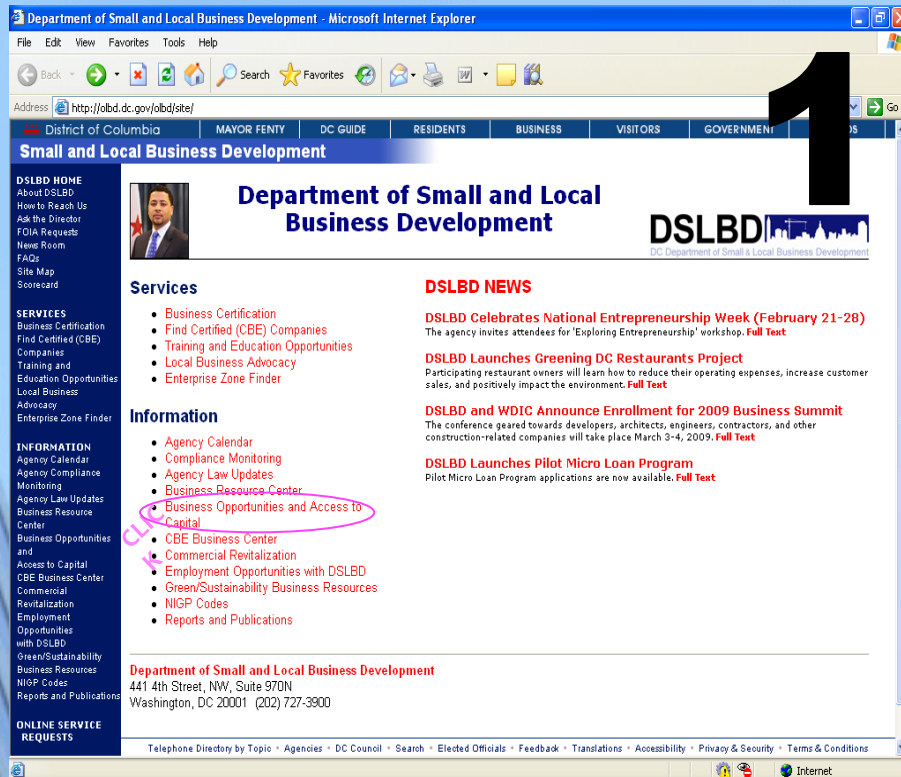 Department of Small and Local Business Development - Microsoft Internet Explorer
File Edit View Favorites Tools Help
Back Search Favorites
Address http://olbd.dc.gov/olbd/site/ Go
1
District of Columbia MAYOR FENTY DC GUIDE RESIDENTS BUSINESS VISITORS GOVERNMENT
Small and Local Business Development
DSLBD HOME
About DSLBD
How to Reach Us
Ask the Director
FOIA Requests
News Room
FAQs
Site Map
Scorecard
SERVICES
Business Certification
Find Certified (CBE)
Companies
Training and
Education Opportunities
Local Business
Advocacy
Enterprise Zone Finder
INFORMATION
Agency Calendar
Agency Compliance
Monitoring
Agency Law Updates
Business Resource
Center
Business Opportunities
and
Access to Capital
CBE Business Center
Commercial
Revitalization
Employment
Opportunities
with DSLBD
Green/Sustainability
Business Resources
NIGP Codes
Reports and Publications
ONLINE SERVICE
REQUESTS
Department of Small and Local
Business Development
DSLBD
DC Department of Small & Local Business Development
Services
Business Certification
Find Certified (CBE) Companies
Training and Education Opportunities
Local Business Advocacy
Enterprise Zone Finder
Information
Agency Calendar
Compliance Monitoring
Agency Law Updates
Business Resource Center
Business Opportunities and Access to
Capital
CBE Business Center
Commercial Revitalization
Employment Opportunities with DSLBD
Green/Sustainability Business Resources
NIGP Codes
Reports and Publications
CLIC
K
DSLBD NEWS
DSLBD Celebrates National Entrepreneurship Week (February 21-28)
The agency invites attendees for 'Exploring Entrepreneurship' workshop. Full Text
DSLBD Launches Greening DC Restaurants Project
Participating restaurant owners will learn how to reduce their operating expenses, increase customer
sales, and positively impact the environment. Full Text
DSLBD and WDIC Announce Enrollment for 2009 Business Summit
The conference geared towards developers, architects, engineers, contractors, and other
construction-related companies will take place March 3-4, 2009. Full Text
DSLBD Launches Pilot Micro Loan Program
Pilot Micro Loan Program applications are now available. Full Text
Department of Small and Local Business Development
441 4th Street, NW, Suite 970N
Washington, DC 20001 (202) 727-3900
Telephone Directory by Topic • Agencies • DC Council • Search • Elected Officials • Feedback • Translations • Accessibility • Privacy & Security • Terms & Conditions
Internet